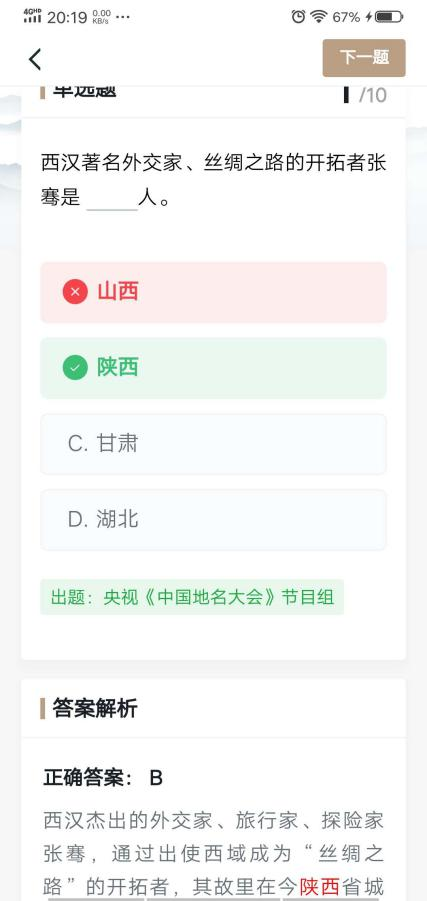 4GHD 20:19 0.00 KB/s ... 67%
下一题
单选题 1 /10
西汉著名外交家、丝绸之路的开拓者张
骞是 _____人。
山西
陕西
C. 甘肃
D. 湖北
出题：央视《中国地名大会》节目组
答案解析
正确答案： B
西汉杰出的外交家、旅行家、探险家
张骞，通过出使西域成为“丝绸之
路”的开拓者，其故里在今陕西省城